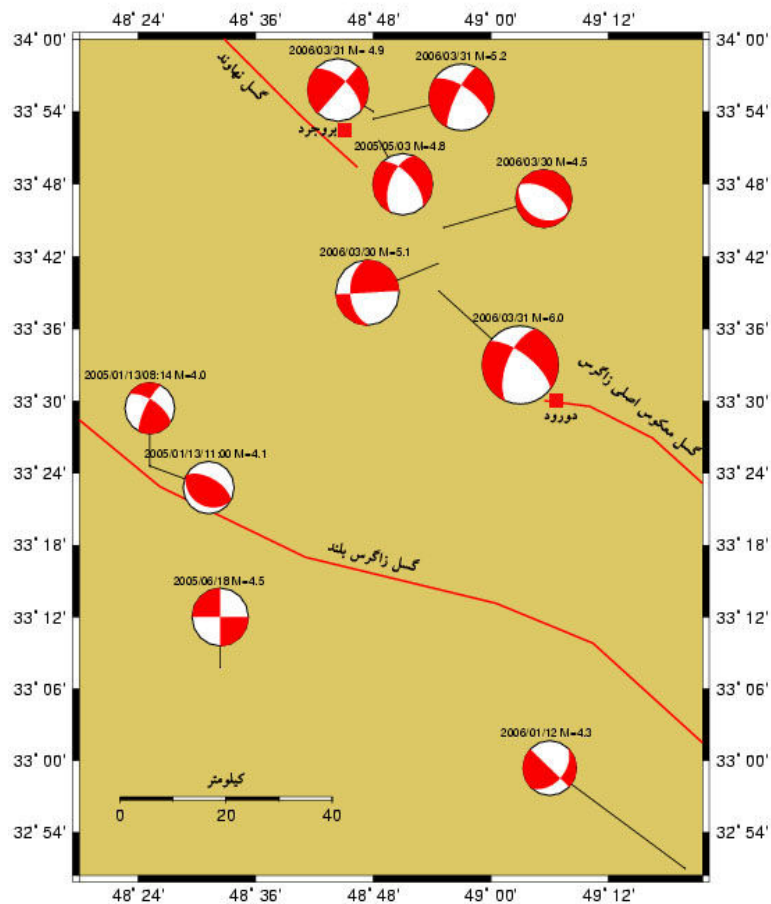 48° 24' 48° 36' 48° 48' 49° 00' 49° 12'
34° 00' 34° 00'
2006/03/31 M= 4.9 2006/03/31 M=5.2
گسل نهاوند
33° 54' 33° 54'
بروجرد
2005/05/03 M=4.8
2006/03/30 M=4.5
33° 48' 33° 48'
33° 42' 33° 42'
2006/03/30 M=5.1
33° 36' 33° 36'
2006/03/31 M=6.0
گسل معکوس اصلی زاگرس
2005/01/13/08:14 M=4.0
33° 30' 33° 30'
دورود
2005/01/13/11:00 M=4.1
33° 24' 33° 24'
33° 18' 33° 18'
گسل زاگرس بلند
2005/06/18 M=4.5
33° 12' 33° 12'
33° 06' 33° 06'
2006/01/12 M=4.3
33° 00' 33° 00'
کیلومتر
0 20 40
32° 54' 32° 54'
48° 24' 48° 36' 48° 48' 49° 00' 49° 12'